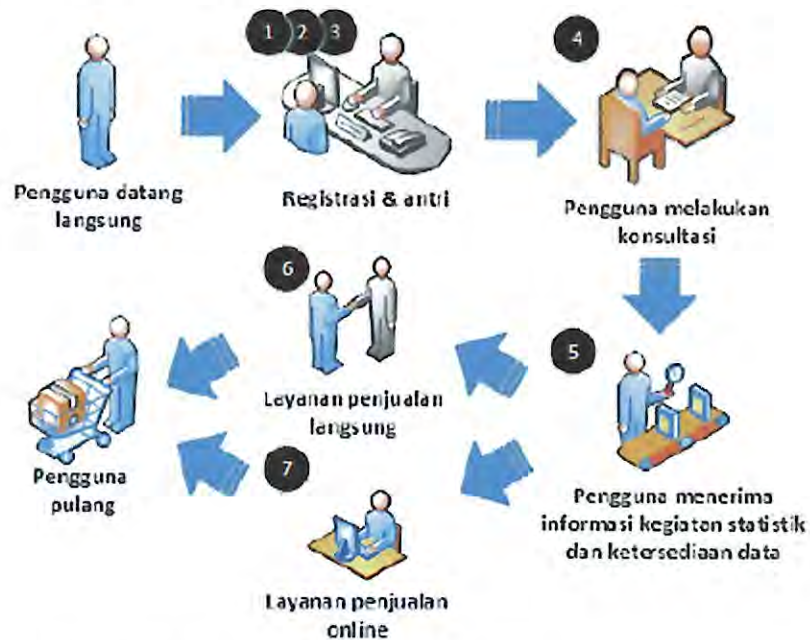 1 2 3
4
Pengguna datang
langsung
Registrasi & antri
Pengguna melakukan
konsultasi
5
Pengguna menerima
informasi kegiatan statistik
dan ketersediaan data
6
Layanan penjualan
langsung
7
Layanan penjualan
online
Pengguna
pulang